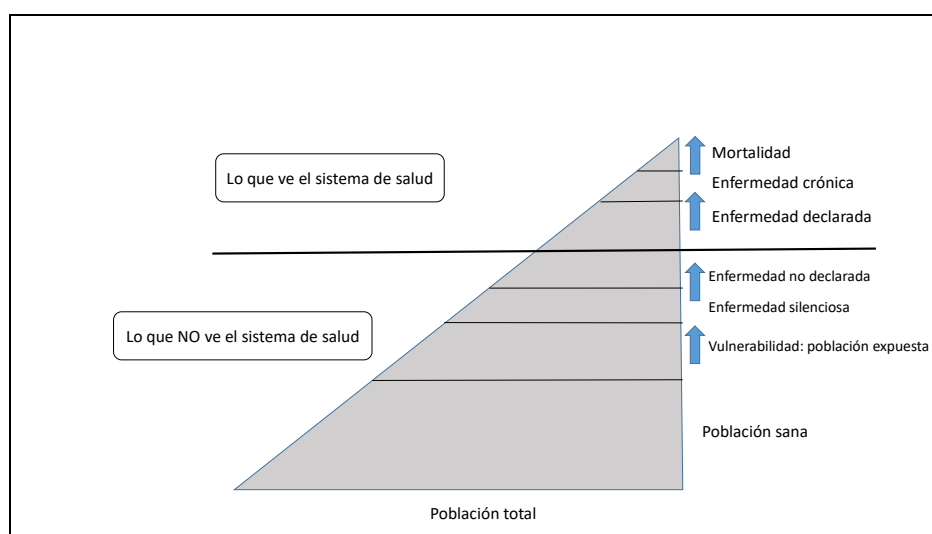 Mortalidad
Lo que ve el sistema de salud
Enfermedad crónica
Enfermedad declarada
Enfermedad no declarada
Enfermedad silenciosa
Lo que NO ve el sistema de salud
Vulnerabilidad: población expuesta
Población sana
Población total